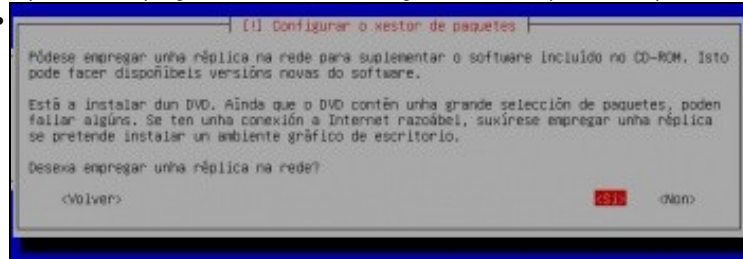 [!] Configurar o xestor de paquetes
Pódese empregar unha réplica na rede para suplementar o software incluído no CD-ROM. Isto
pode facer dispoñíbeis versións novas do software.
Está a instalar dun DVD. Aínda que o DVD contén unha grande selección de paquetes, poden
fallar algúns. Se ten unha conexión a Internet razoábel, suxírese empregar unha réplica
se pretende instalar un ambiente gráfico de escritorio.
Desexa empregar unha réplica na rede?
<Volver> <Si> <Non>